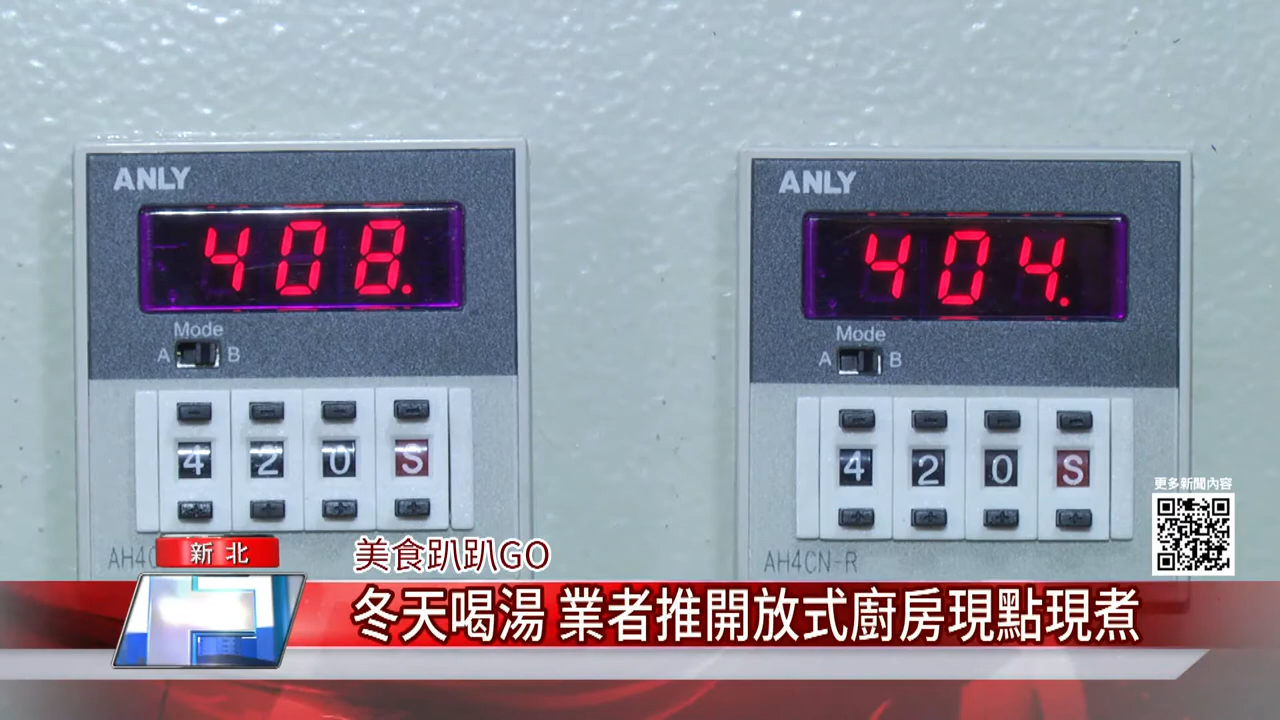 ANLY
408.
Mode
A B
4 2 0 S
AH4C
ANLY
404.
Mode
A B
4 2 0 S
AH4CN-R
更多新聞內容
新北
美食趴趴GO
冬天喝湯 業者推開放式廚房現點現煮